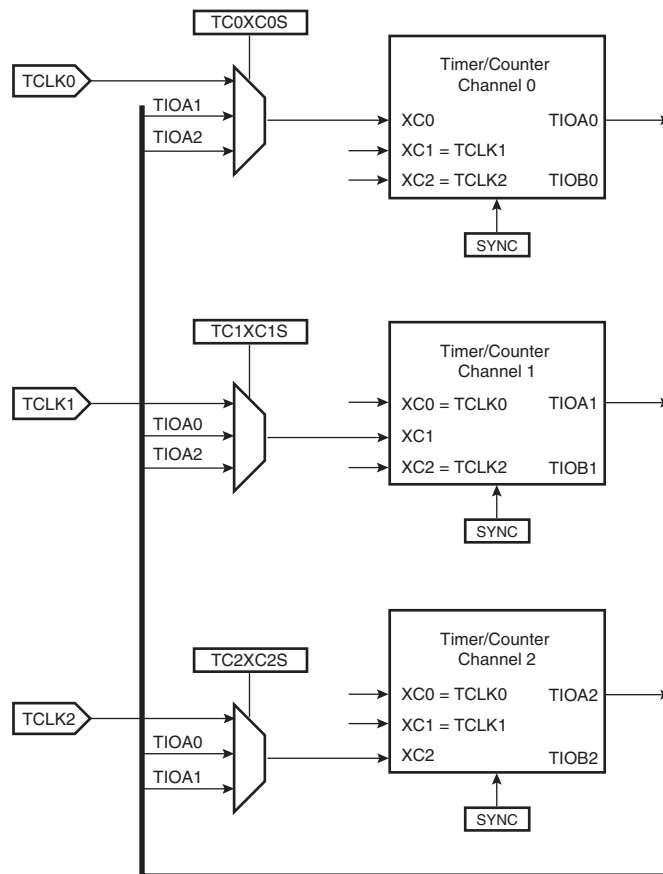 TC0XC0S
TCLK0
TIOA1
TIOA2
Timer/Counter
Channel 0
XC0
TIOA0
XC1 = TCLK1
XC2 = TCLK2
TIOB0
SYNC
TC1XC1S
TCLK1
TIOA0
TIOA2
Timer/Counter
Channel 1
XC0 = TCLK0
TIOA1
XC1
XC2 = TCLK2
TIOB1
SYNC
TC2XC2S
TCLK2
TIOA0
TIOA1
Timer/Counter
Channel 2
XC0 = TCLK0
TIOA2
XC1 = TCLK1
XC2
TIOB2
SYNC